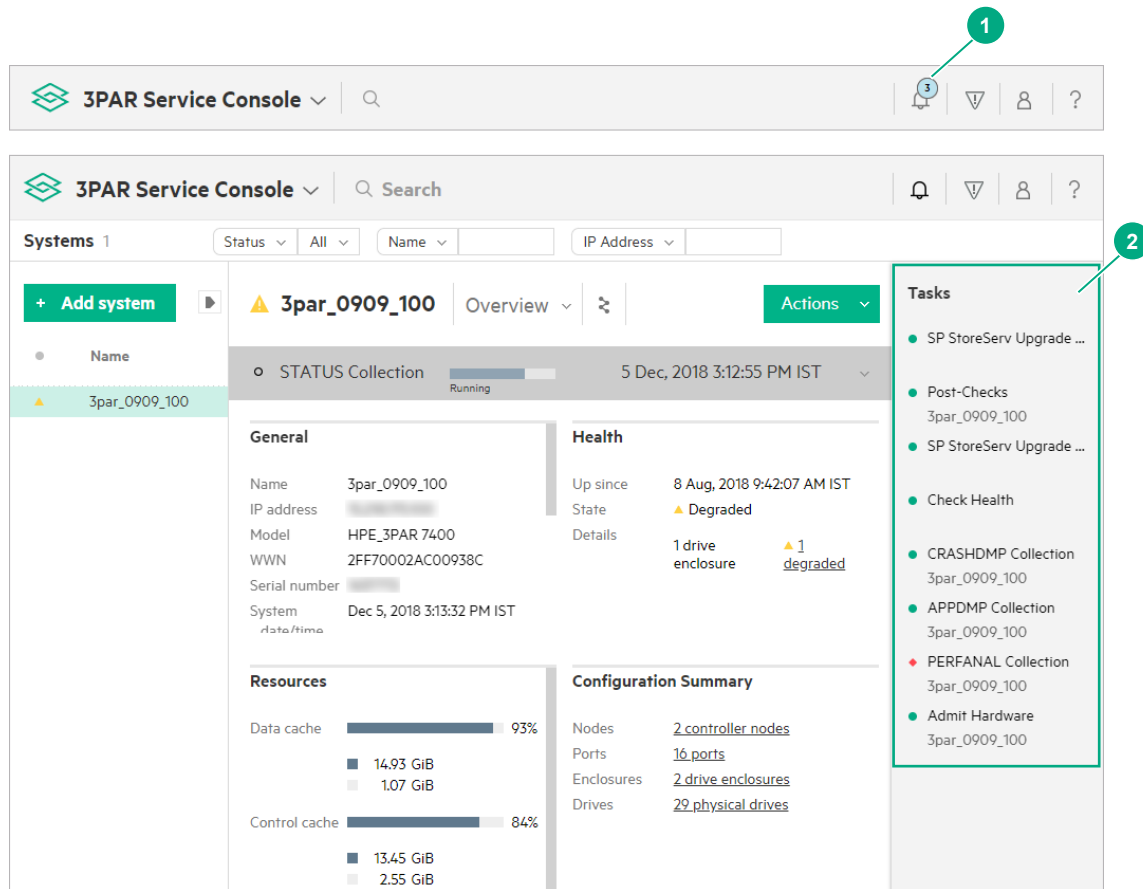 1
3PAR Service Console
3
?
3PAR Service Console
Search
?
Systems 1
Status
All
Name
IP Address
2
+ Add system
Name
3par_0909_100
3par_0909_100
Overview
Actions
STATUS Collection
Running
5 Dec, 2018 3:12:55 PM IST
General
Name 3par_0909_100
IP address
Model HPE_3PAR 7400
WWN 2FF70002AC00938C
Serial number
System Dec 5, 2018 3:13:32 PM IST
date/time
Health
Up since 8 Aug, 2018 9:42:07 AM IST
State Degraded
Details 1 drive 1
enclosure degraded
Resources
Data cache 93%
14.93 GiB
1.07 GiB
Control cache 84%
13.45 GiB
2.55 GiB
Configuration Summary
Nodes 2 controller nodes
Ports 16 ports
Enclosures 2 drive enclosures
Drives 29 physical drives
Tasks
SP StoreServ Upgrade ...
Post-Checks
3par_0909_100
SP StoreServ Upgrade ...
Check Health
CRASHDMP Collection
3par_0909_100
APPDMP Collection
3par_0909_100
PERFANAL Collection
3par_0909_100
Admit Hardware
3par_0909_100